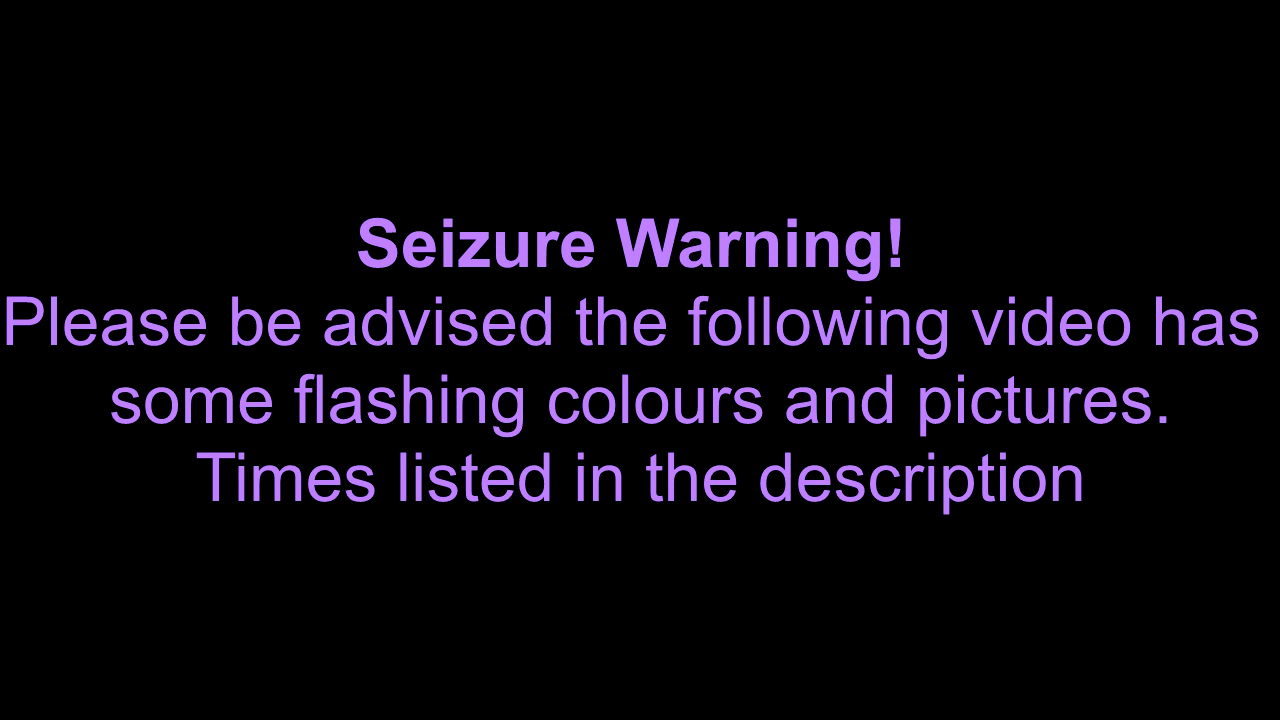 Seizure Warning!
Please be advised the following video has
some flashing colours and pictures.
Times listed in the description